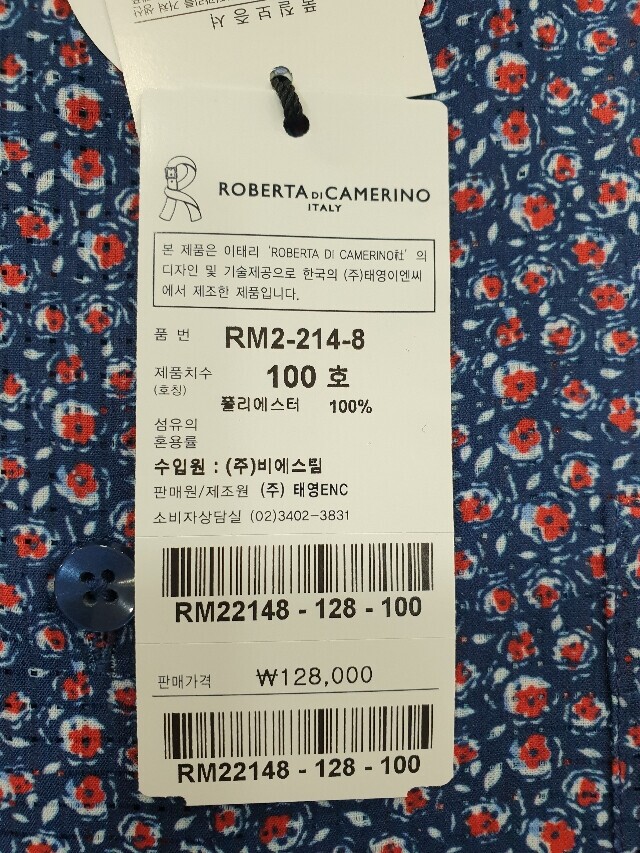 품질보증서
ROBERTA DI CAMERINO
ITALY
본 제품은 이태리 'ROBERTA DI CAMERINO社' 의
디자인 및 기술제공으로 한국의 (주)태영이엔씨
에서 제조한 제품입니다.
품 번 RM2-214-8
제품치수 100 호
(호칭)
폴리에스터 100%
섬유의
혼용률
수입원 : (주)비에스팀
판매원/제조원 (주) 태영ENC
소비자상담실 (02)3402-3831
RM22148 - 128 - 100
판매가격 ₩128,000
RM22148 - 128 - 100